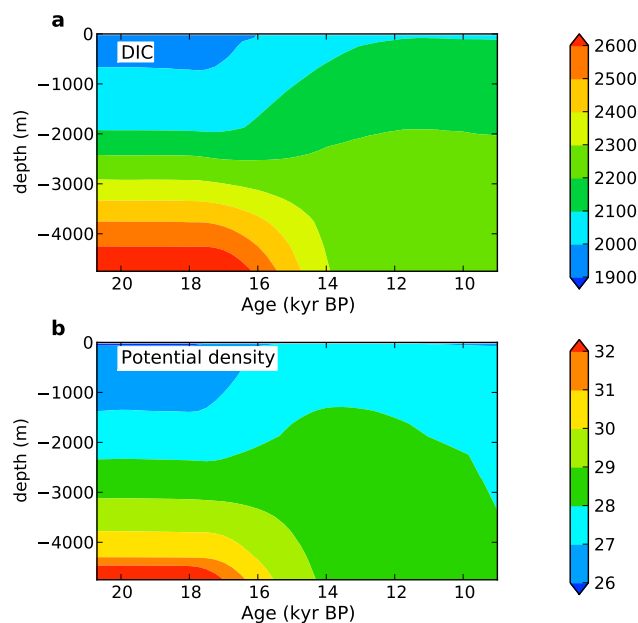 a
DIC
0
−1000
−2000
−3000
−4000
depth (m)
20 18 16 14 12 10
Age (kyr BP)
2600
2500
2400
2300
2200
2100
2000
1900
b
Potential density
0
−1000
−2000
−3000
−4000
depth (m)
20 18 16 14 12 10
Age (kyr BP)
32
31
30
29
28
27
26